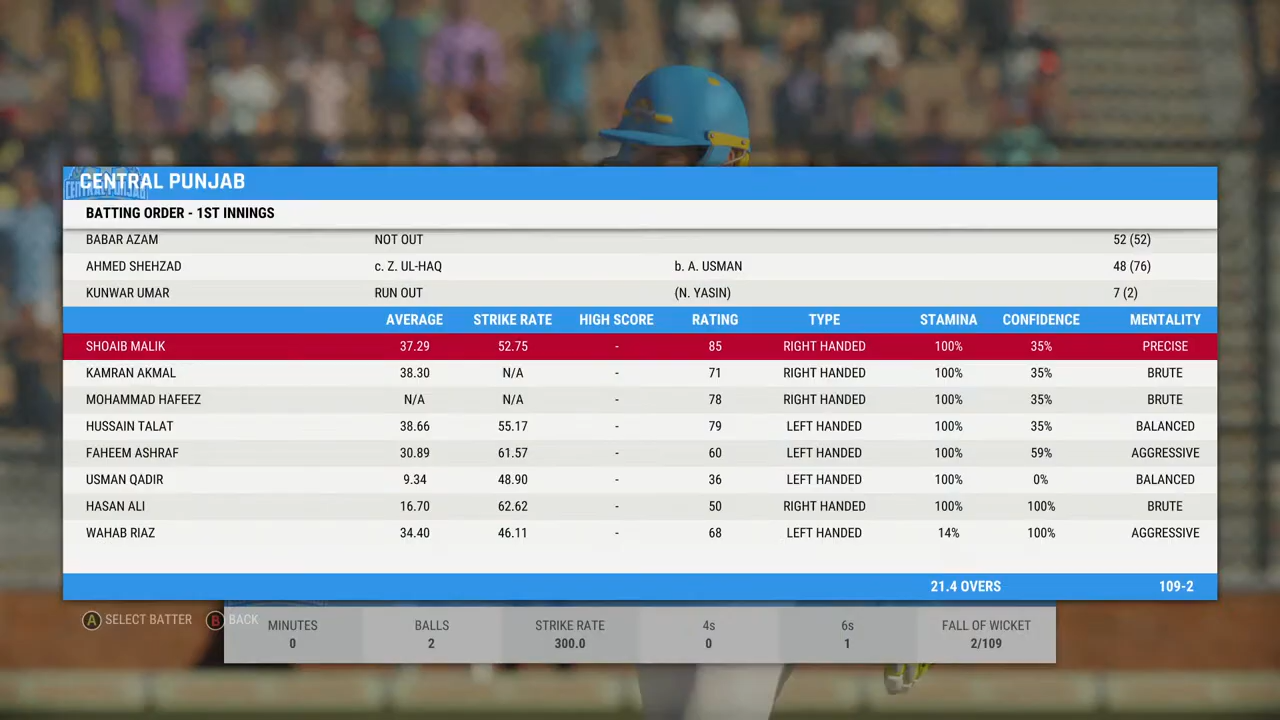 CENTRAL PUNJAB
BATTING ORDER - 1ST INNINGS
BABAR AZAM NOT OUT 52 (52)
AHMED SHEHZAD c. Z. UL-HAQ b. A. USMAN 48 (76)
KUNWAR UMAR RUN OUT (N. YASIN) 7 (2)
AVERAGE STRIKE RATE HIGH SCORE RATING TYPE STAMINA CONFIDENCE MENTALITY
SHOAIB MALIK 37.29 52.75 - 85 RIGHT HANDED 100% 35% PRECISE
KAMRAN AKMAL 38.30 N/A - 71 RIGHT HANDED 100% 35% BRUTE
MOHAMMAD HAFEEZ N/A N/A - 78 RIGHT HANDED 100% 35% BRUTE
HUSSAIN TALAT 38.66 55.17 - 79 LEFT HANDED 100% 35% BALANCED
FAHEEM ASHRAF 30.89 61.57 - 60 LEFT HANDED 100% 59% AGGRESSIVE
USMAN QADIR 9.34 48.90 - 36 LEFT HANDED 100% 0% BALANCED
HASAN ALI 16.70 62.62 - 50 RIGHT HANDED 100% 100% BRUTE
WAHAB RIAZ 34.40 46.11 - 68 LEFT HANDED 14% 100% AGGRESSIVE
21.4 OVERS 109-2
A SELECT BATTER B BACK
MINUTES BALLS STRIKE RATE 4s 6s FALL OF WICKET
0 2 300.0 0 1 2/109